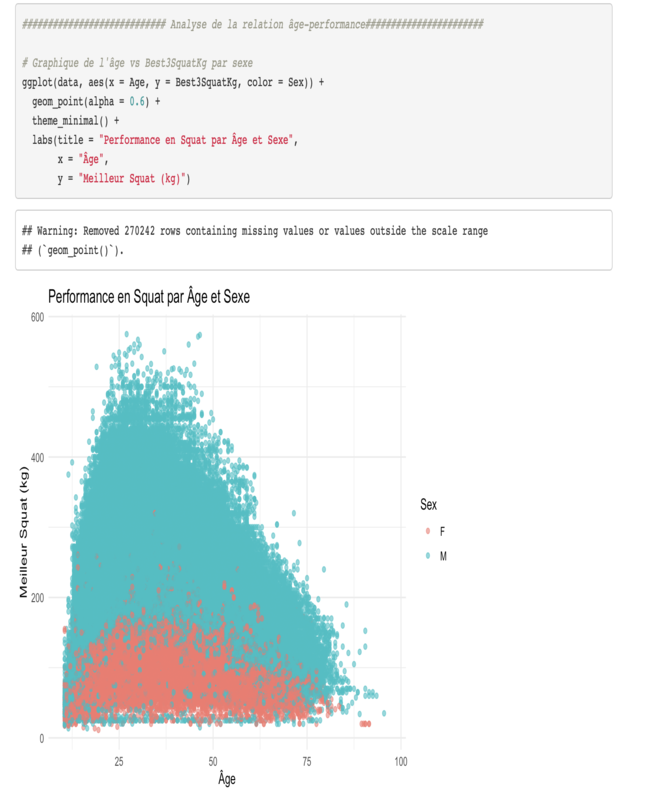 ############################ Analyse de la relation âge-performance#######################
# Graphique de l'âge vs Best3SquatKg par sexe
ggplot(data, aes(x = Age, y = Best3SquatKg, color = Sex)) +
  geom_point(alpha = 0.6) +
  theme_minimal() +
  labs(title = "Performance en Squat par Âge et Sexe",
       x = "Âge",
       y = "Meilleur Squat (kg)")
## Warning: Removed 270242 rows containing missing values or values outside the scale range
## (`geom_point()`).
Performance en Squat par Âge et Sexe
600
400
200
0
Meilleur Squat (kg)
25 50 75 100
Âge
Sex
F
M